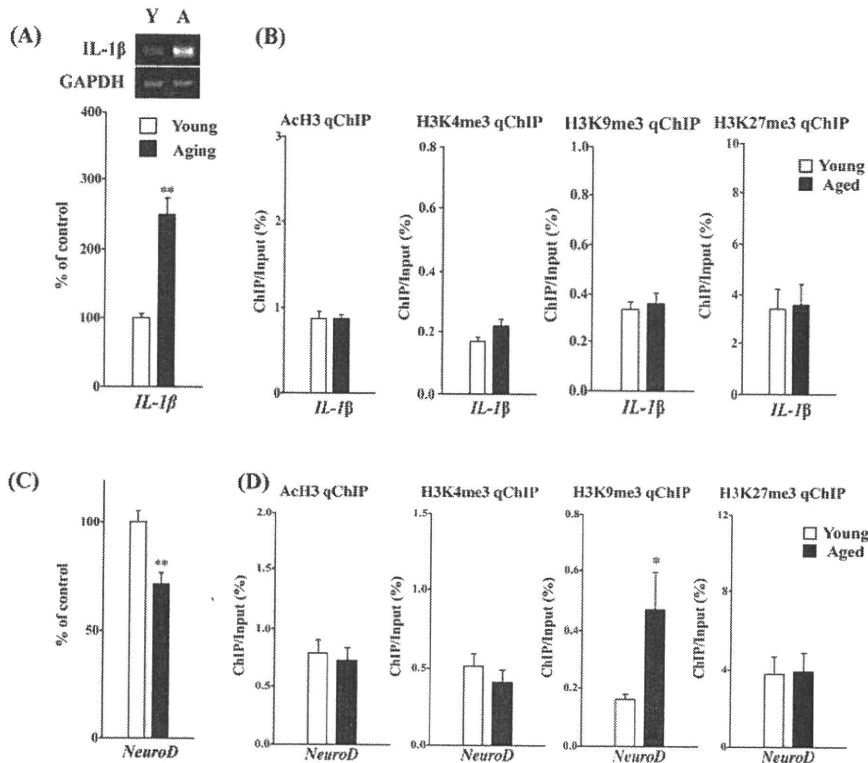 (A)
Y A
IL-1β
GAPDH
400
300
200
100
0
% of control
Young
Aging
**
IL-1β
(B)
AcH3 qChIP
3
2
1
0
ChIP/Input (%)
IL-1β
H3K4me3 qChIP
0.8
0.6
0.4
0.2
0.0
ChIP/Input (%)
IL-1β
H3K9me3 qChIP
1.0
0.8
0.6
0.4
0.2
0.0
ChIP/Input (%)
IL-1β
H3K27me3 qChIP
10
8
6
4
2
0
ChIP/Input (%)
Young
Aged
IL-1β
(C)
100
50
0
% of control
**
NeuroD
(D)
AcH3 qChIP
2.0
1.5
1.0
0.5
0.0
ChIP/Input (%)
NeuroD
H3K4me3 qChIP
1.5
1.0
0.5
0.0
ChIP/Input (%)
NeuroD
H3K9me3 qChIP
0.8
0.6
0.4
0.2
0.0
ChIP/Input (%)
*
NeuroD
H3K27me3 qChIP
12
8
4
0
ChIP/Input (%)
Young
Aged
NeuroD